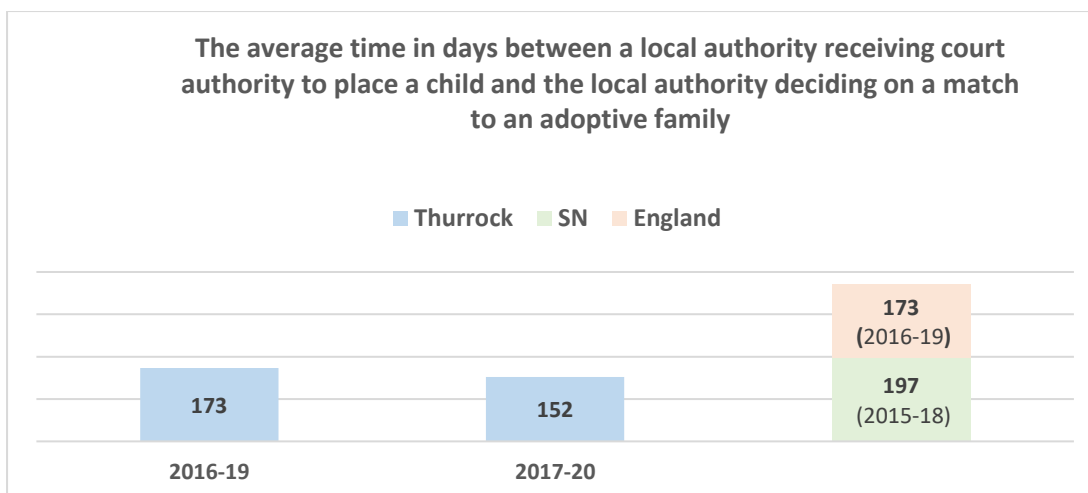 The average time in days between a local authority receiving court
authority to place a child and the local authority deciding on a match
to an adoptive family
Thurrock SN England
173
(2016-19)
173
152
197
(2015-18)
2016-19
2017-20